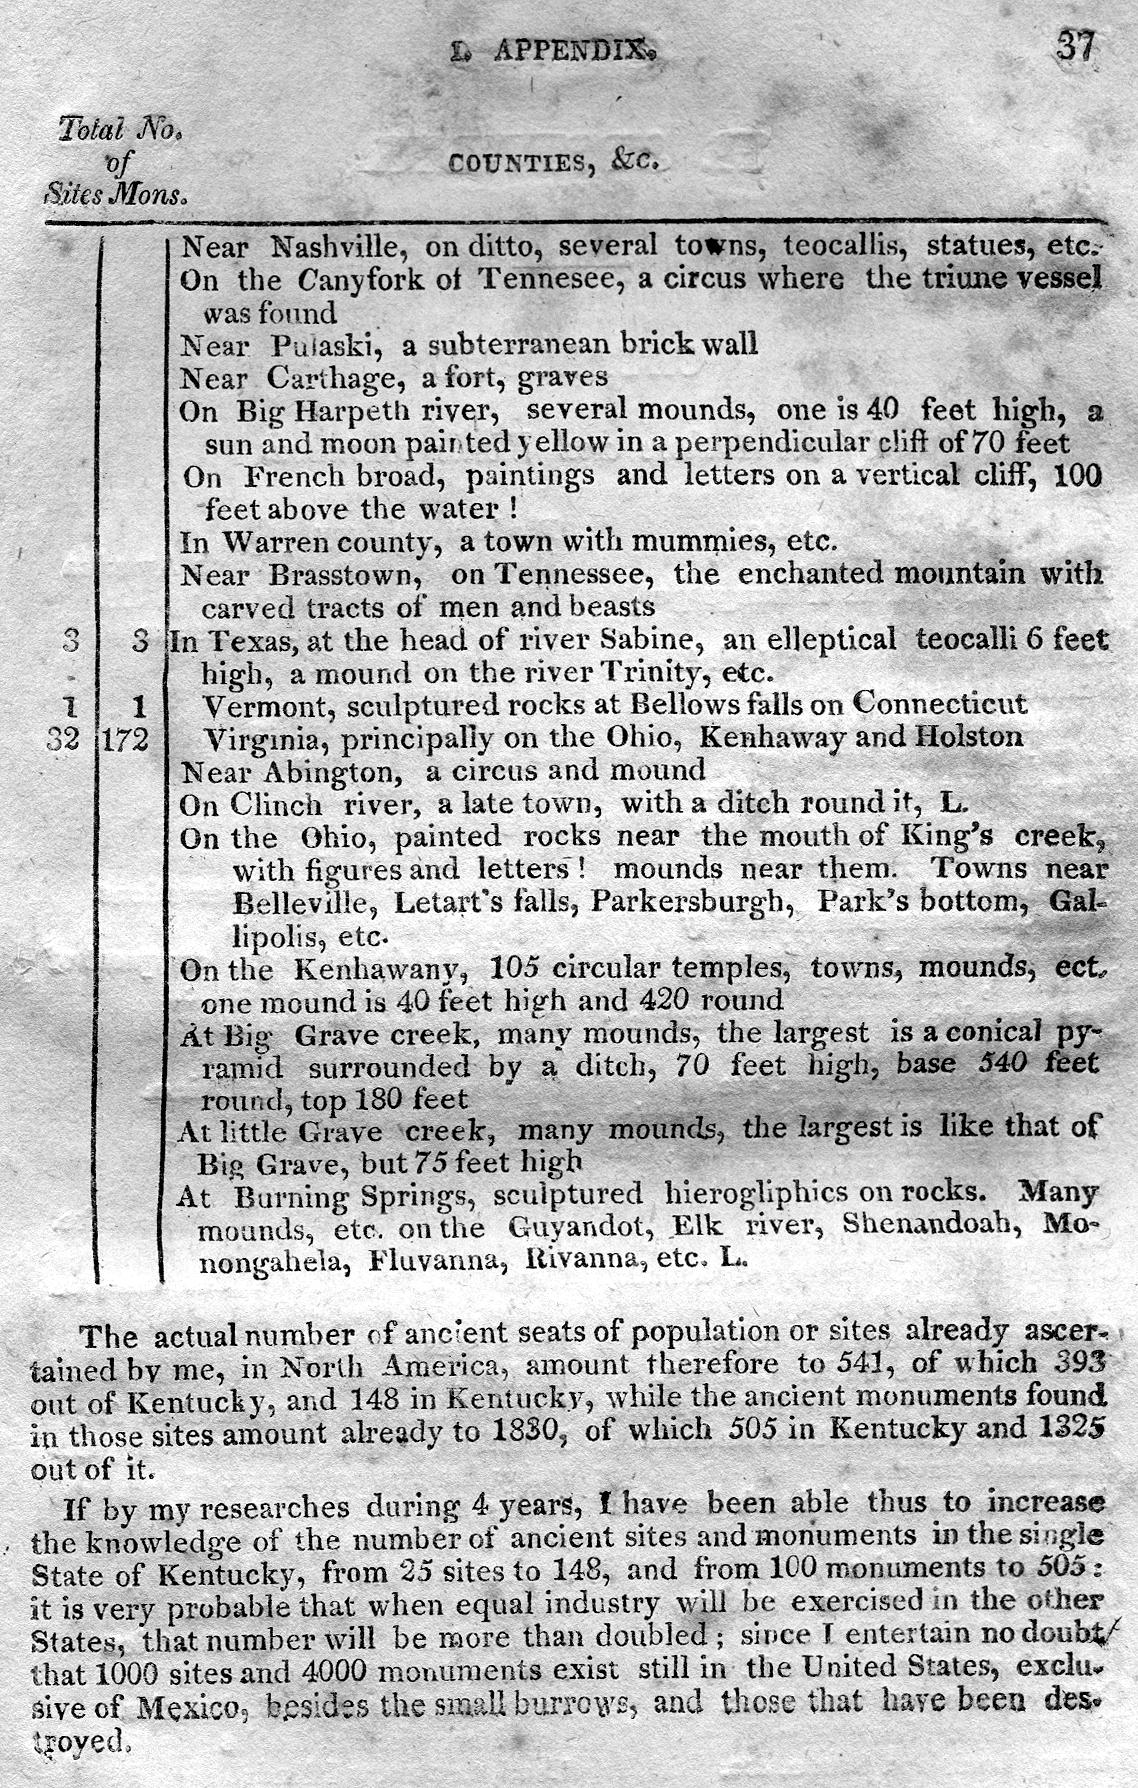 I. APPENDIX. 37
Total No.
of
Sites Mons.
COUNTIES, &c.
Near Nashville, on ditto, several towns, teocallis, statues, etc.
On the Canyfork of Tennesee, a circus where the triune vessel
was found
Near Pulaski, a subterranean brick wall
Near Carthage, a fort, graves
On Big Harpeth river, several mounds, one is 40 feet high, a
sun and moon painted yellow in a perpendicular cliff of 70 feet
On French broad, paintings and letters on a vertical cliff, 100
feet above the water !
In Warren county, a town with mummies, etc.
Near Brasstown, on Tennessee, the enchanted mountain with
carved tracts of men and beasts
3 3 In Texas, at the head of river Sabine, an elleptical teocalli 6 feet
high, a mound on the river Trinity, etc.
1 1 Vermont, sculptured rocks at Bellows falls on Connecticut
32 172 Virginia, principally on the Ohio, Kenhaway and Holston
Near Abington, a circus and mound
On Clinch river, a late town, with a ditch round it, L.
On the Ohio, painted rocks near the mouth of King's creek,
with figures and letters ! mounds near them. Towns near
Belleville, Letart's falls, Parkersburgh, Park's bottom, Gal-
lipolis, etc.
On the Kenhawany, 105 circular temples, towns, mounds, ect.
one mound is 40 feet high and 420 round
At Big Grave creek, many mounds, the largest is a conical py-
ramid surrounded by a ditch, 70 feet high, base 540 feet
round, top 180 feet
At little Grave creek, many mounds, the largest is like that of
Big Grave, but 75 feet high
At Burning Springs, sculptured hierogliphics on rocks. Many
mounds, etc. on the Guyandot, Elk river, Shenandoah, Mo-
nongahela, Fluvanna, Rivanna, etc. L.
The actual number of ancient seats of population or sites already ascer-
tained by me, in North America, amount therefore to 541, of which 393
out of Kentucky, and 148 in Kentucky, while the ancient monuments found
in those sites amount already to 1830, of which 505 in Kentucky and 1325
out of it.
If by my researches during 4 years, I have been able thus to increase
the knowledge of the number of ancient sites and monuments in the single
State of Kentucky, from 25 sites to 148, and from 100 monuments to 505 :
it is very probable that when equal industry will be exercised in the other
States, that number will be more than doubled ; since I entertain no doubt
that 1000 sites and 4000 monuments exist still in the United States, exclu-
sive of Mexico, besides the small burrows, and those that have been des-
troyed.